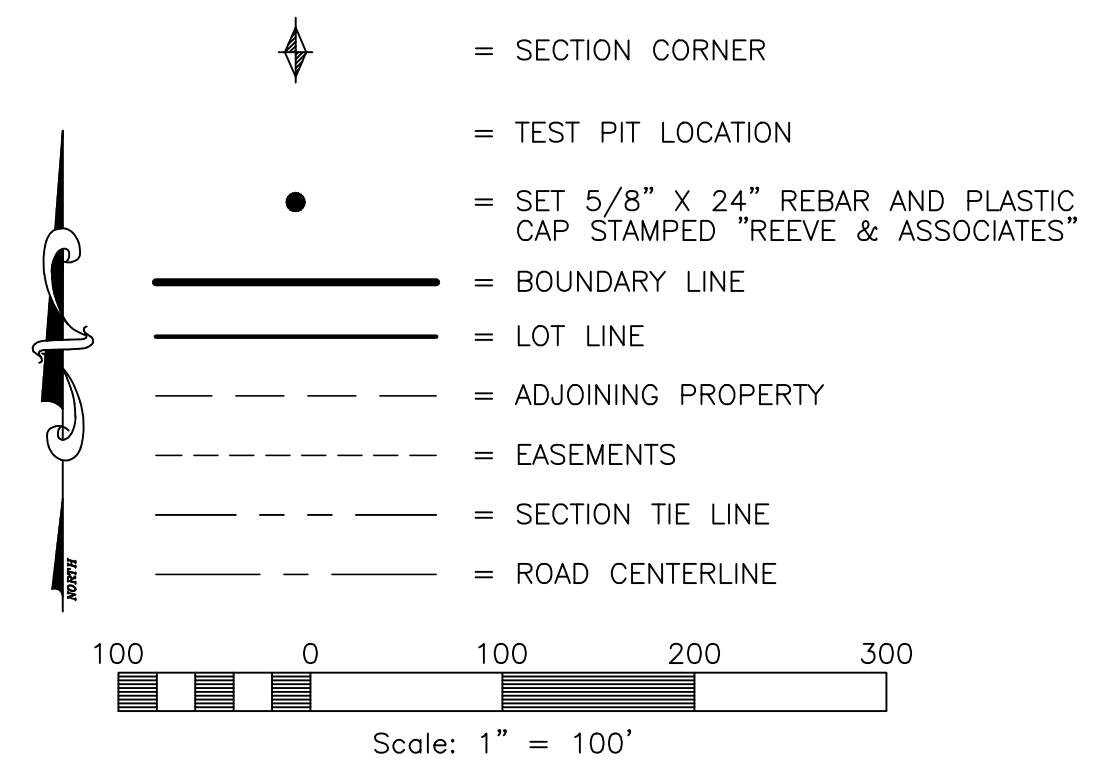 = SECTION CORNER
= TEST PIT LOCATION
= SET 5/8" X 24" REBAR AND PLASTIC
CAP STAMPED "REEVE & ASSOCIATES"
= BOUNDARY LINE
= LOT LINE
= ADJOINING PROPERTY
= EASEMENTS
= SECTION TIE LINE
= ROAD CENTERLINE
NORTH
100 0 100 200 300
Scale: 1" = 100'